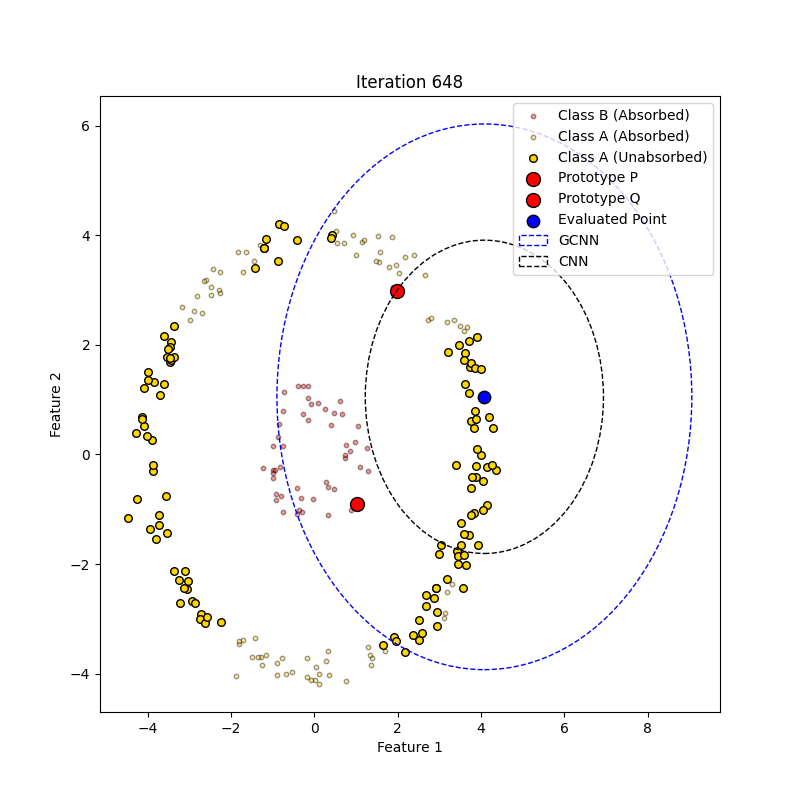 Iteration 648
Class B (Absorbed)
Class A (Absorbed)
Class A (Unabsorbed)
Prototype P
Prototype Q
Evaluated Point
GCNN
CNN
Feature 2
6
4
2
0
−2
−4
−4
−2
0
2
4
6
8
Feature 1